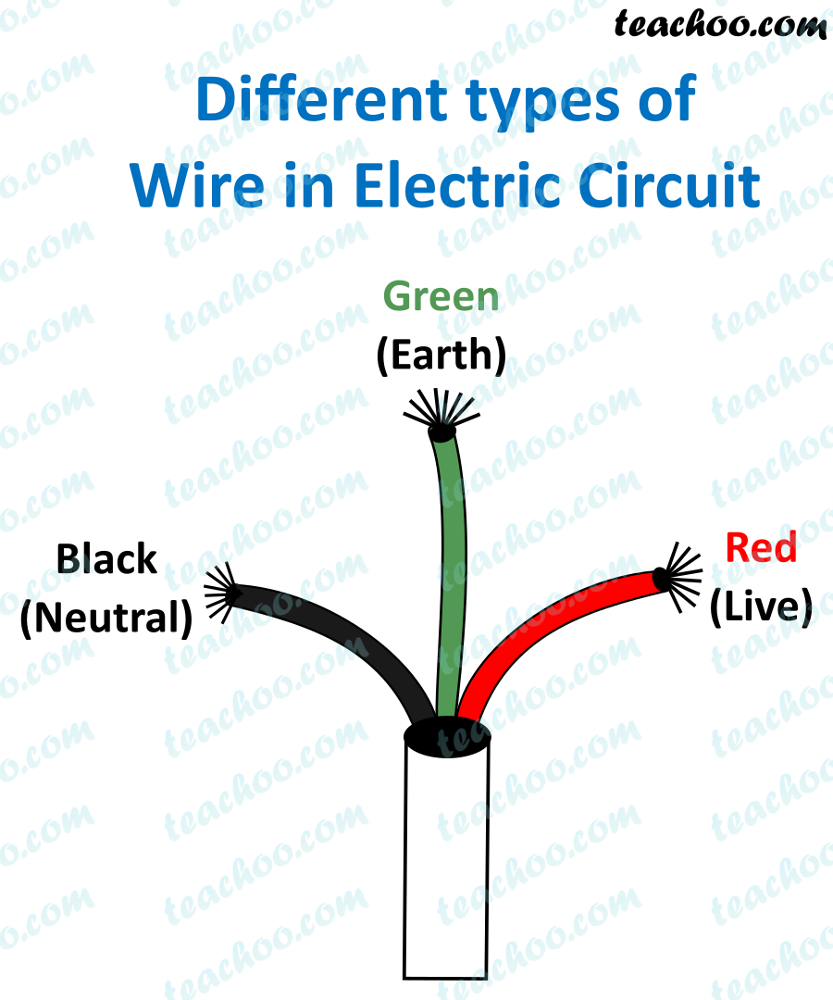 teachoo.com
Different types of
Wire in Electric Circuit
Green
(Earth)
Black
(Neutral)
Red
(Live)